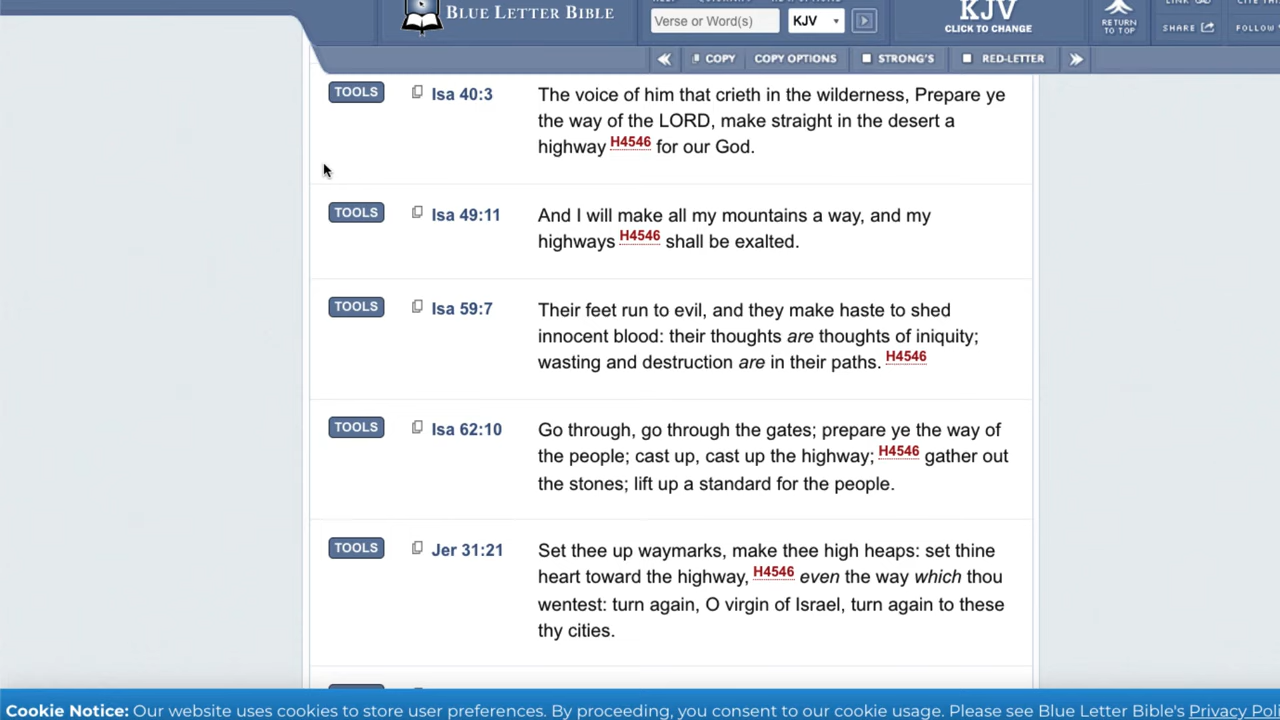 BLUE LETTER BIBLE
Verse or Word(s)
KJV
KJV
CLICK TO CHANGE
RETURN
TO TOP
SHARE
FOLLOW
COPY
COPY OPTIONS
STRONG'S
RED-LETTER
TOOLS
Isa 40:3
The voice of him that crieth in the wilderness, Prepare ye
the way of the LORD, make straight in the desert a
highway H4546 for our God.
TOOLS
Isa 49:11
And I will make all my mountains a way, and my
highways H4546 shall be exalted.
TOOLS
Isa 59:7
Their feet run to evil, and they make haste to shed
innocent blood: their thoughts are thoughts of iniquity;
wasting and destruction are in their paths. H4546
TOOLS
Isa 62:10
Go through, go through the gates; prepare ye the way of
the people; cast up, cast up the highway; H4546 gather out
the stones; lift up a standard for the people.
TOOLS
Jer 31:21
Set thee up waymarks, make thee high heaps: set thine
heart toward the highway, H4546 even the way which thou
wentest: turn again, O virgin of Israel, turn again to these
thy cities.
Cookie Notice: Our website uses cookies to store user preferences. By proceeding, you consent to our cookie usage. Please see Blue Letter Bible's Privacy Pol